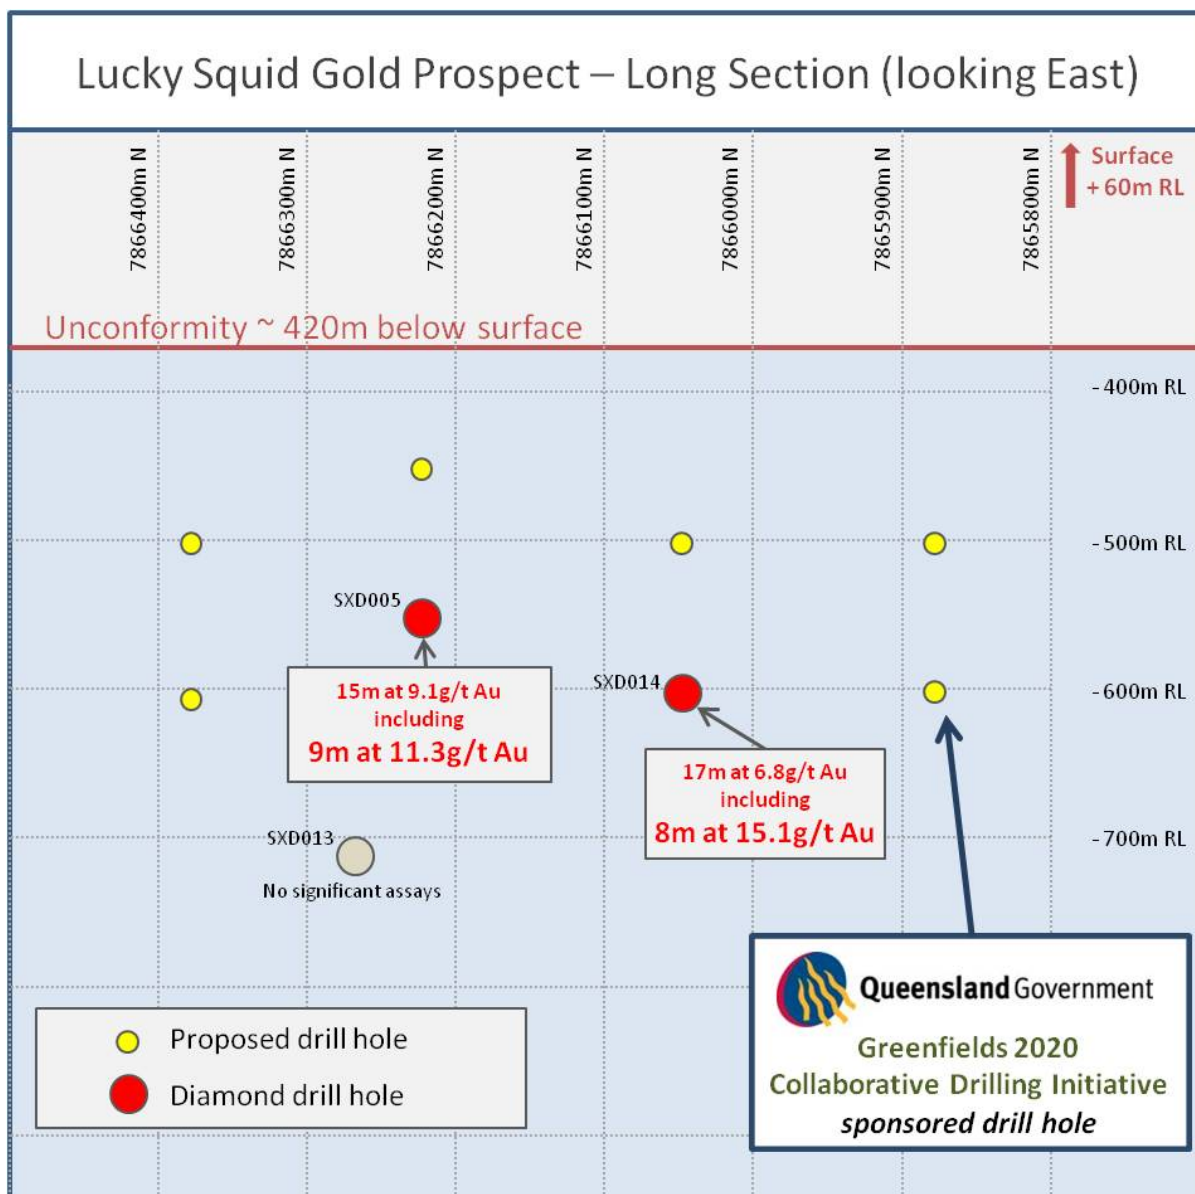 Lucky Squid Gold Prospect – Long Section (looking East)
7866400m N
7866300m N
7866200m N
7866100m N
7866000m N
7865900m N
7865800m N
Surface
+ 60m RL
Unconformity ~ 420m below surface
- 400m RL
- 500m RL
SXD005
15m at 9.1g/t Au
including
9m at 11.3g/t Au
SXD014
- 600m RL
17m at 6.8g/t Au
including
8m at 15.1g/t Au
SXD013
No significant assays
- 700m RL
Queensland Government
Greenfields 2020
Collaborative Drilling Initiative
sponsored drill hole
Proposed drill hole
Diamond drill hole